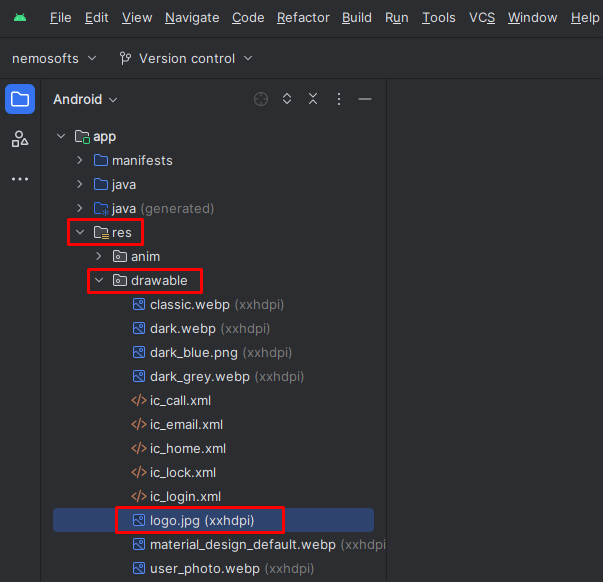 File Edit View Navigate Code Refactor Build Run Tools VCS Window Help
nemosofts Version control
Android
app
manifests
java
java (generated)
res
anim
drawable
classic.webp (xxhdpi)
dark.webp (xxhdpi)
dark_blue.png (xxhdpi)
dark_grey.webp (xxhdpi)
ic_call.xml
ic_email.xml
ic_home.xml
ic_lock.xml
ic_login.xml
logo.jpg (xxhdpi)
material_design_default.webp (xxhdpi
user_photo.webp (xxhdpi)